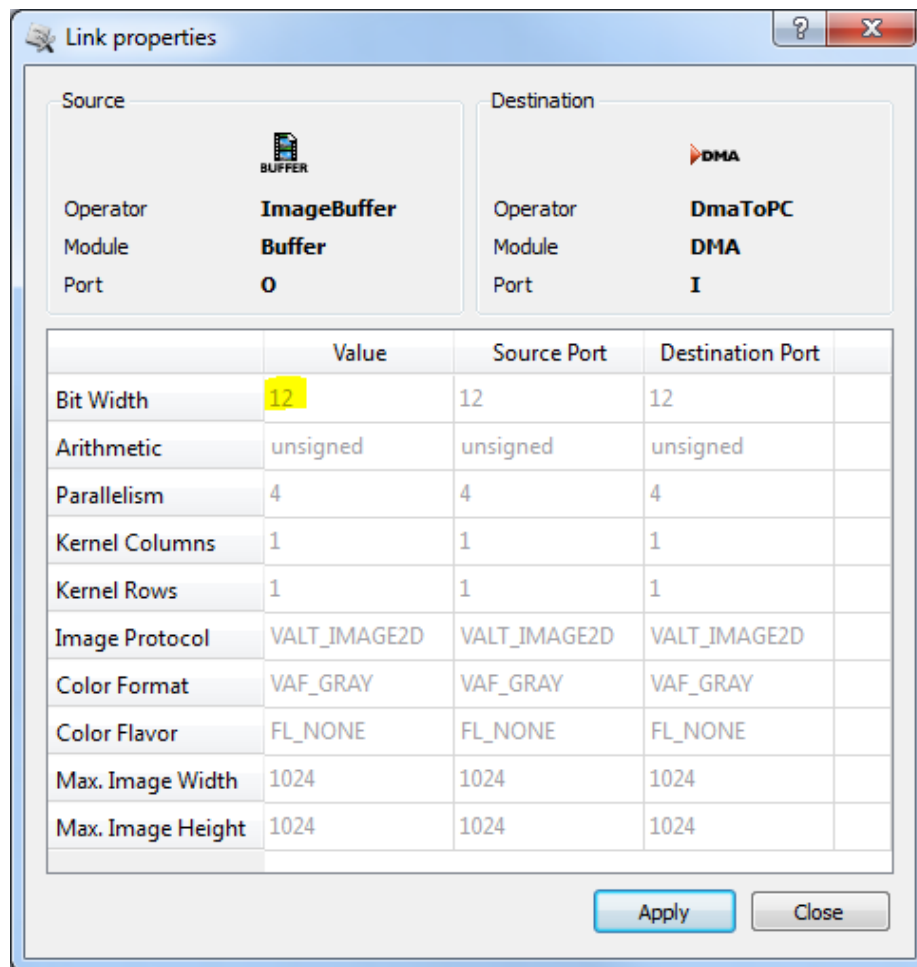 Link properties
Source
Destination
BUFFER
DMA
Operator ImageBuffer Operator DmaToPC
Module Buffer Module DMA
Port O Port I
Value Source Port Destination Port
Bit Width 12 12 12
Arithmetic unsigned unsigned unsigned
Parallelism 4 4 4
Kernel Columns 1 1 1
Kernel Rows 1 1 1
Image Protocol VALT_IMAGE2D VALT_IMAGE2D VALT_IMAGE2D
Color Format VAF_GRAY VAF_GRAY VAF_GRAY
Color Flavor FL_NONE FL_NONE FL_NONE
Max. Image Width 1024 1024 1024
Max. Image Height 1024 1024 1024
Apply Close